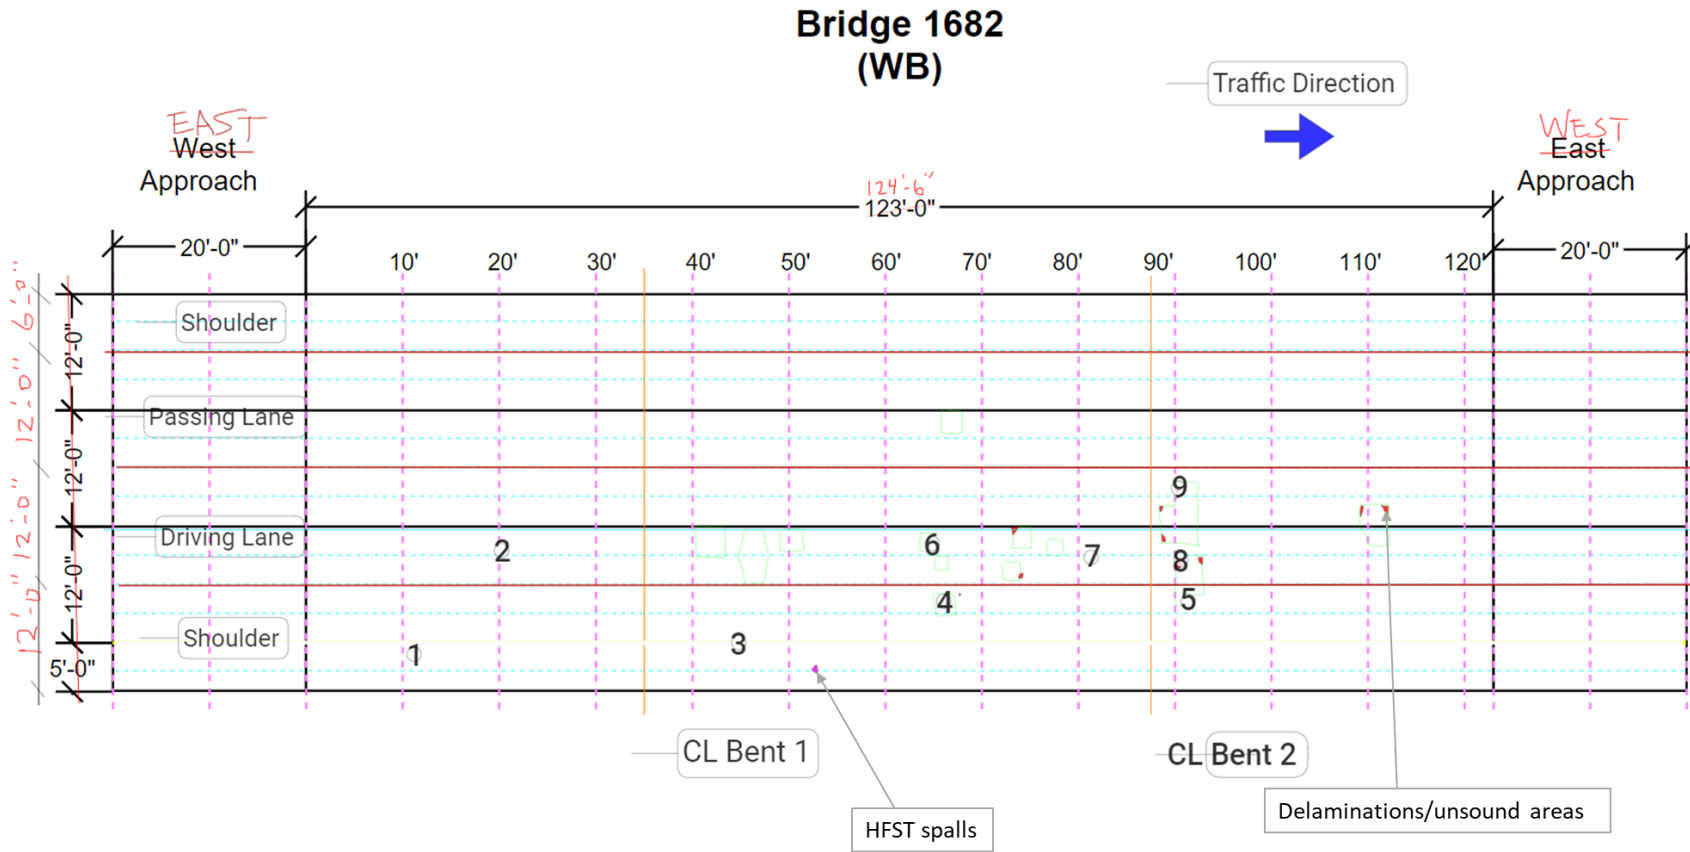 Bridge 1682
(WB)
Traffic Direction
EAST
West
Approach
WEST
East
Approach
124'-6"
123'-0"
20'-0"
20'-0"
10'
20'
30'
40'
50'
60'
70'
80'
90'
100'
110'
120'
6'-0"
12'-0"
12'-0"
12'-0"
12'-0"
12'-0"
12'-0"
12'-0"
5'-0"
Shoulder
Passing Lane
Driving Lane
Shoulder
9
2
6
7
8
4
5
1
3
CL Bent 1
CL Bent 2
HFST spalls
Delaminations/unsound areas